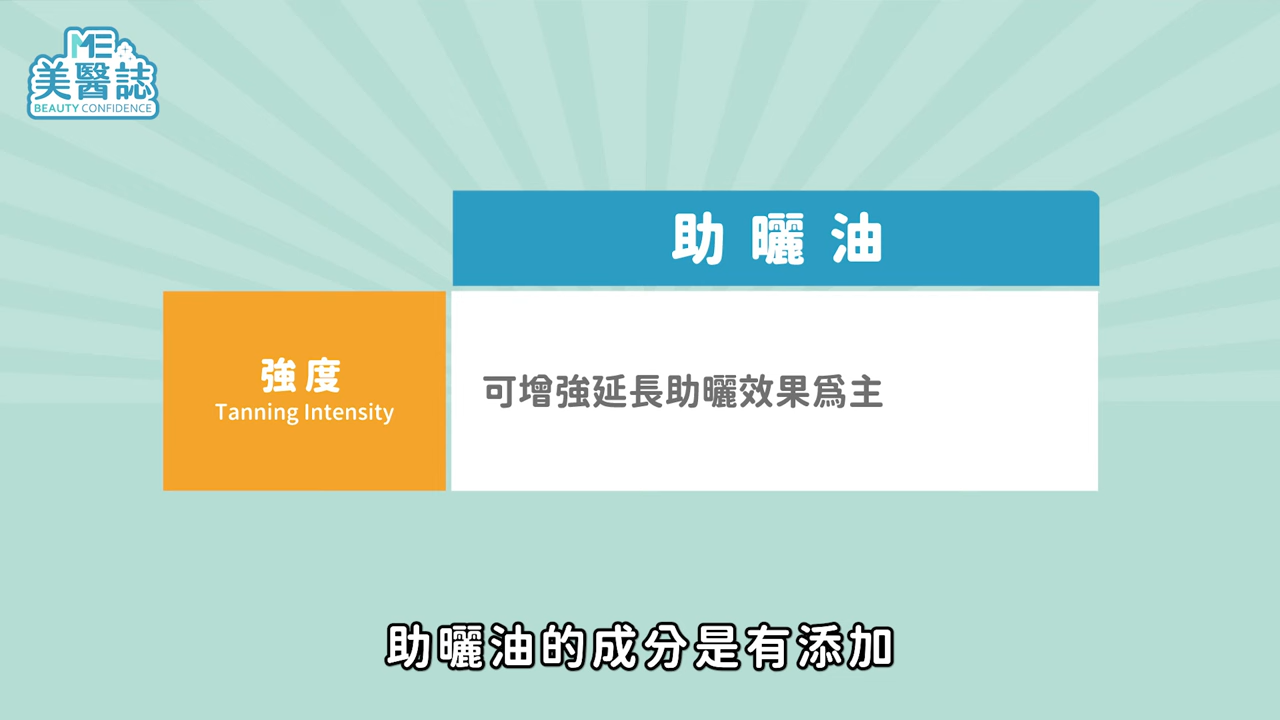 ME
美醫誌
BEAUTY CONFIDENCE
助曬油
強度
Tanning Intensity
可增強延長助曬效果為主
助曬油的成分是有添加